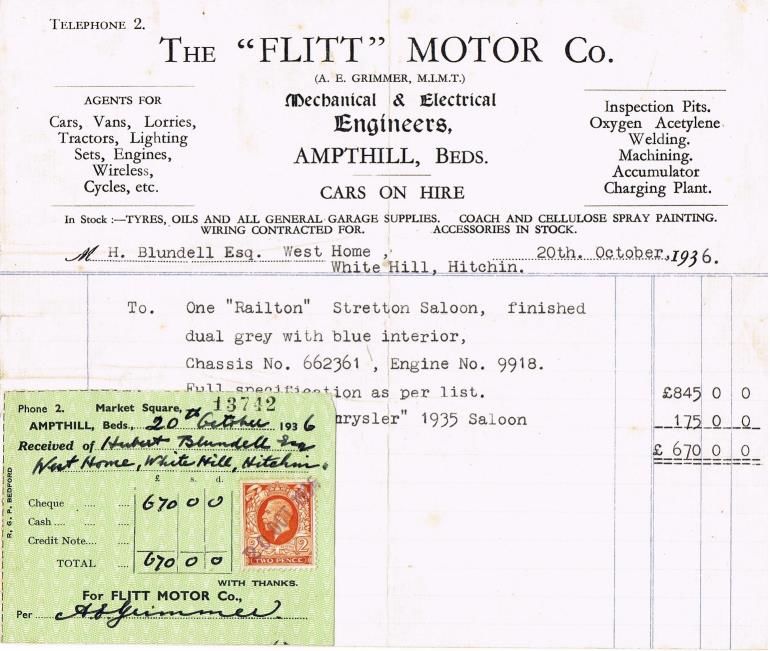 TELEPHONE 2.
THE "FLITT" MOTOR CO.
(A. E. GRIMMER, M.I.M.T.)
AGENTS FOR
Cars, Vans, Lorries,
Tractors, Lighting
Sets, Engines,
Wireless,
Cycles, etc.
Mechanical & Electrical
Engineers,
AMPTHILL, BEDS.
CARS ON HIRE
Inspection Pits.
Oxygen Acetylene
Welding.
Machining.
Accumulator
Charging Plant.
In Stock :—TYRES, OILS AND ALL GENERAL GARAGE SUPPLIES. COACH AND CELLULOSE SPRAY PAINTING.
WIRING CONTRACTED FOR. ACCESSORIES IN STOCK.
M H. Blundell Esq. West Home , 20th. October, 1936.
White Hill, Hitchin.
To. One "Railton" Stretton Saloon, finished
dual grey with blue interior,
Chassis No. 662361 , Engine No. 9918.
Full specification as per list. £845 0 0
hrysler" 1935 Saloon 175 0 0
£ 670 0 0
Phone 2. Market Square, 13742
AMPTHILL, Beds., 20th October 1936
Received of Hubert Blundell Esq
West Home, White Hill, Hitchin.
£ s. d.
Cheque .... .... 670 0 0
Cash .... .... ....
Credit Note.... ....
TOTAL .... 670 0 0
2 2
TWO PENCE
WITH THANKS.
For FLITT MOTOR Co.,
Per A E Grimmer.
R. G. P. BEDFORD